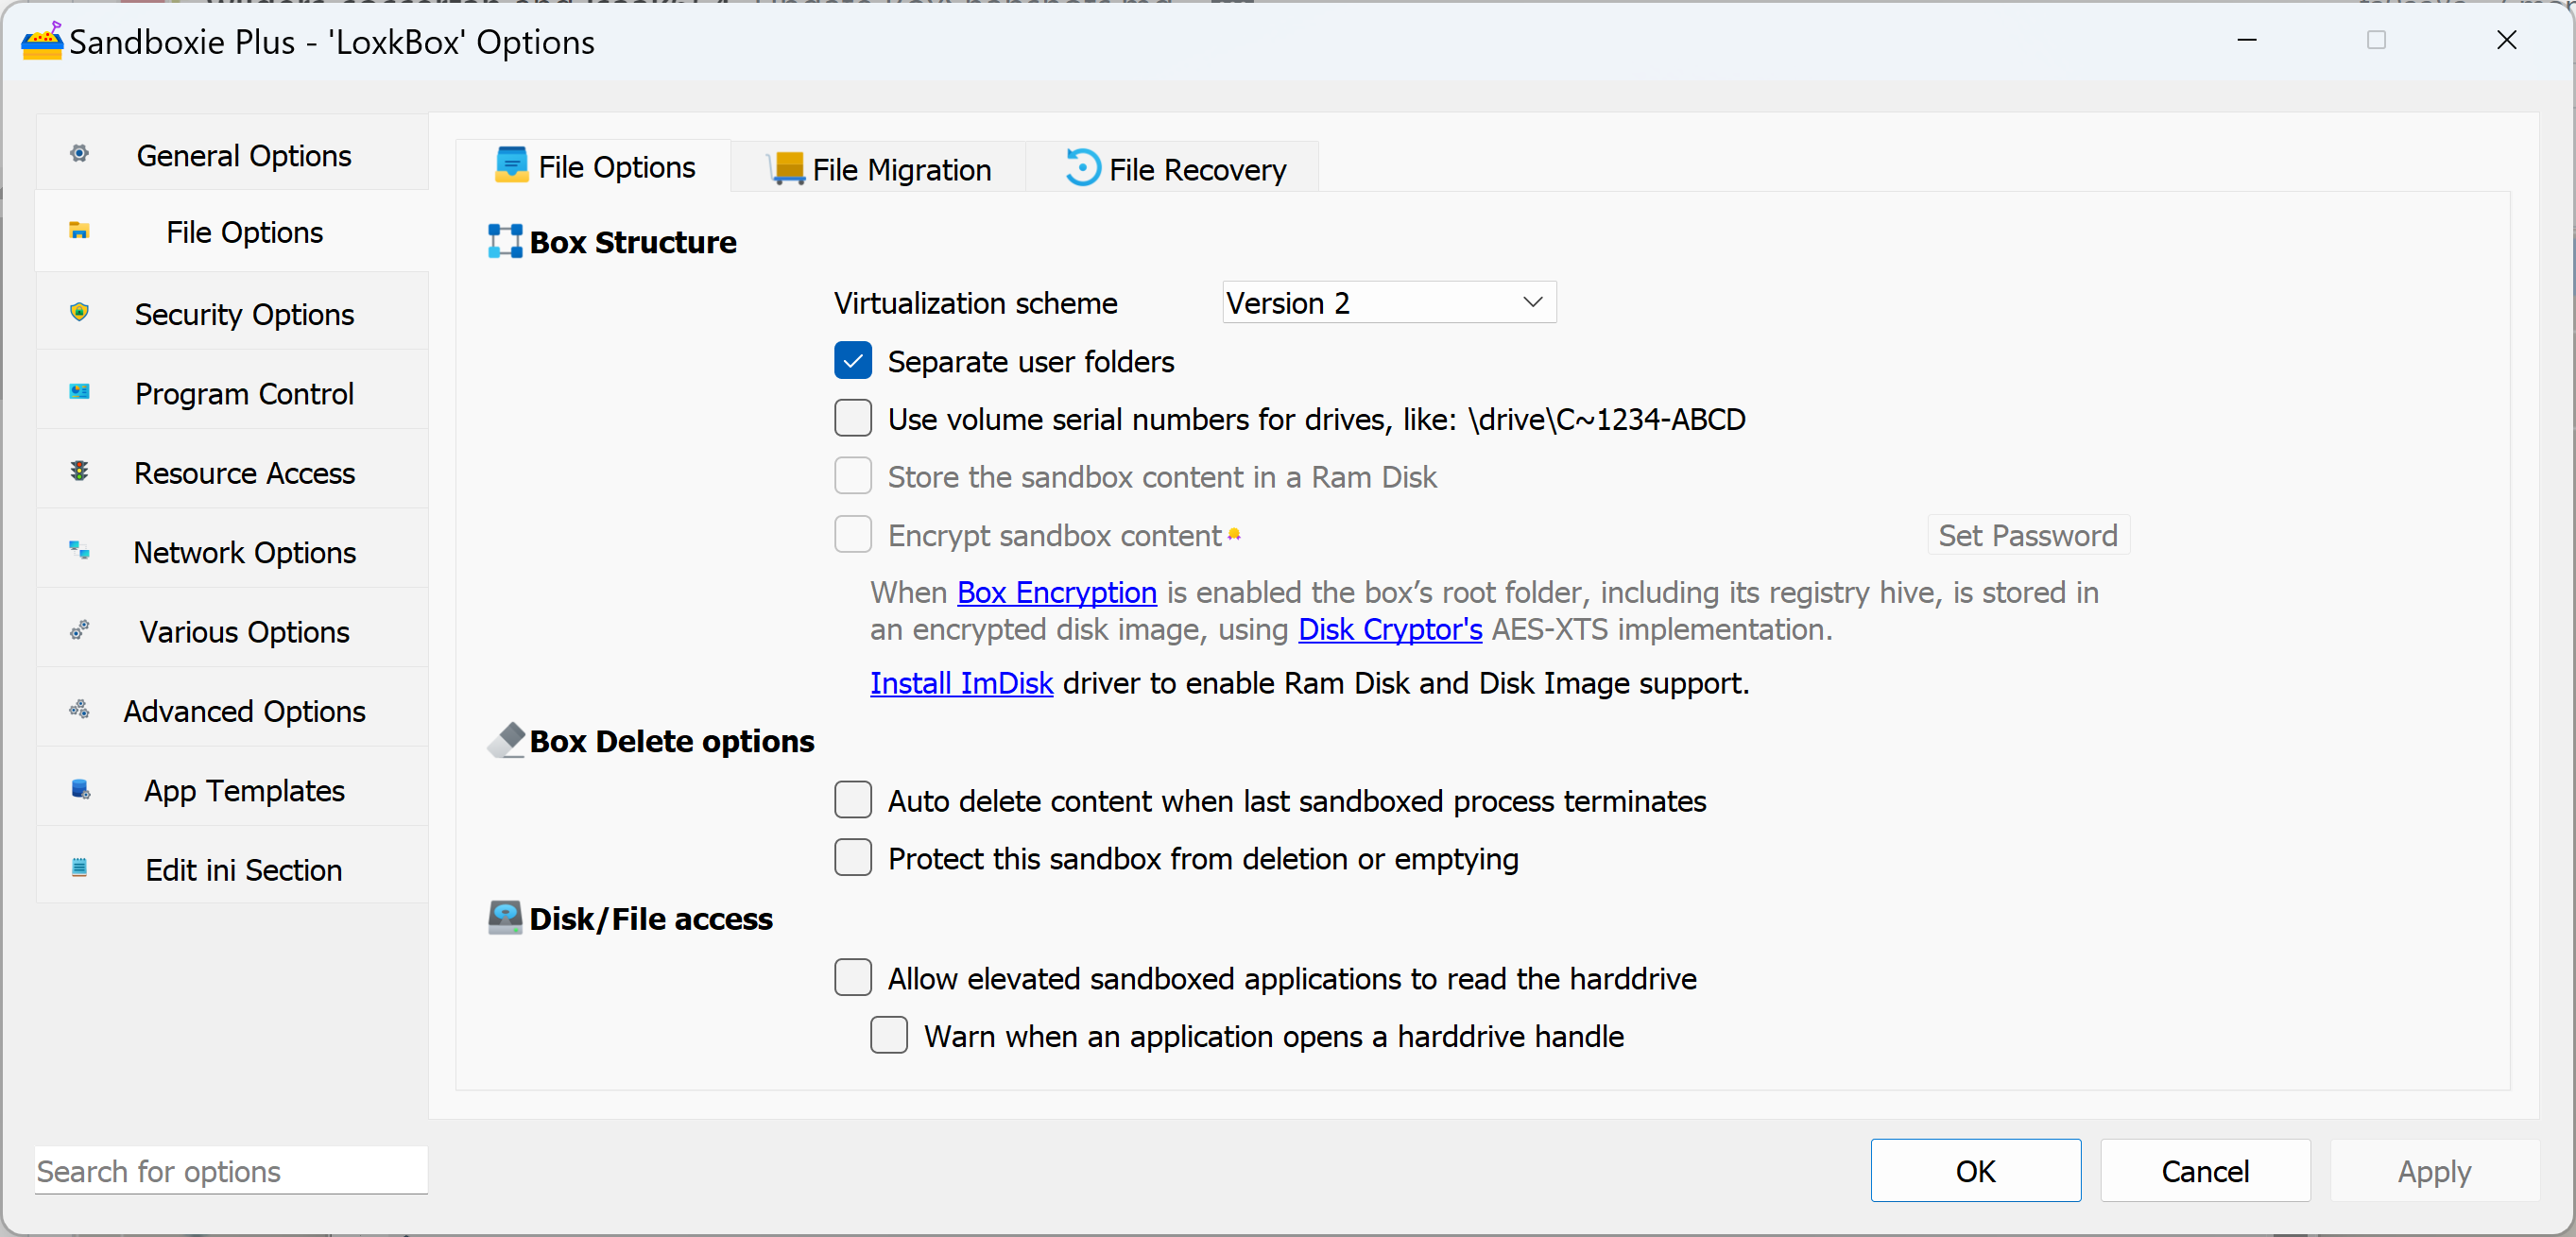 Sandboxie Plus - 'LoxkBox' Options
General Options
File Options
Security Options
Program Control
Resource Access
Network Options
Various Options
Advanced Options
App Templates
Edit ini Section
Search for options
File Options
File Migration
File Recovery
Box Structure
Virtualization scheme
Version 2
Separate user folders
Use volume serial numbers for drives, like: \drive\C~1234-ABCD
Store the sandbox content in a Ram Disk
Encrypt sandbox content
Set Password
When Box Encryption is enabled the box’s root folder, including its registry hive, is stored in
an encrypted disk image, using Disk Cryptor's AES-XTS implementation.
Install ImDisk driver to enable Ram Disk and Disk Image support.
Box Delete options
Auto delete content when last sandboxed process terminates
Protect this sandbox from deletion or emptying
Disk/File access
Allow elevated sandboxed applications to read the harddrive
Warn when an application opens a harddrive handle
OK
Cancel
Apply